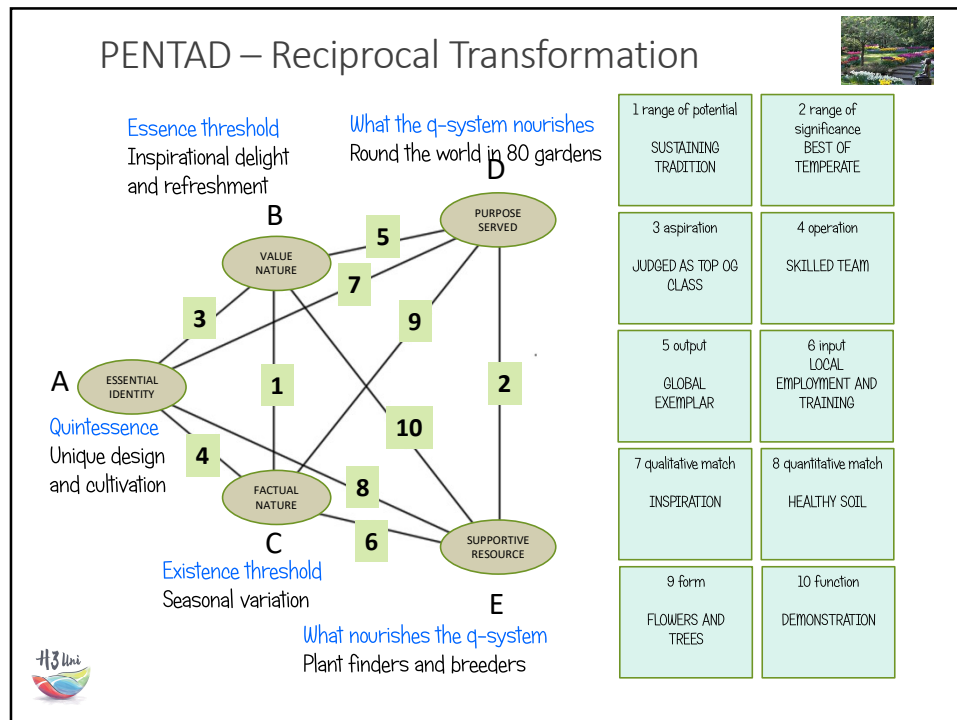 PENTAD – Reciprocal Transformation
Essence threshold
Inspirational delight
and refreshment
What the q-system nourishes
Round the world in 80 gardens
D
B
PURPOSE
SERVED
VALUE
NATURE
5
7
3
9
A
ESSENTIAL
IDENTITY
1
2
Quintessence
Unique design
and cultivation
4
10
8
FACTUAL
NATURE
6
SUPPORTIVE
RESOURCE
C
Existence threshold
Seasonal variation
E
What nourishes the q-system
Plant finders and breeders
1 range of potential
SUSTAINING
TRADITION
2 range of
significance
BEST OF
TEMPERATE
3 aspiration
JUDGED AS TOP OG
CLASS
4 operation
SKILLED TEAM
5 output
GLOBAL
EXEMPLAR
6 input
LOCAL
EMPLOYMENT AND
TRAINING
7 qualitative match
INSPIRATION
8 quantitative match
HEALTHY SOIL
9 form
FLOWERS AND
TREES
10 function
DEMONSTRATION
H3Uni